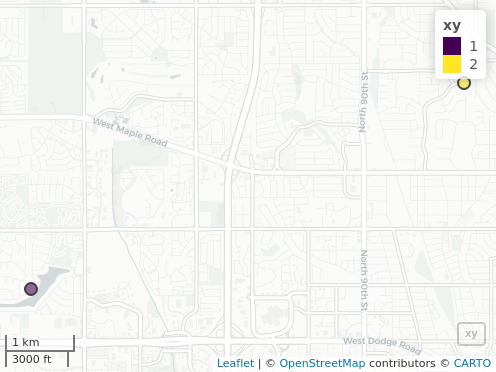 xy
1
2
North 90th St.
West Maple Road
North 90th St
xy
1 km
3000 ft
West Dodge Road
Leaflet | © OpenStreetMap contributors © CARTO